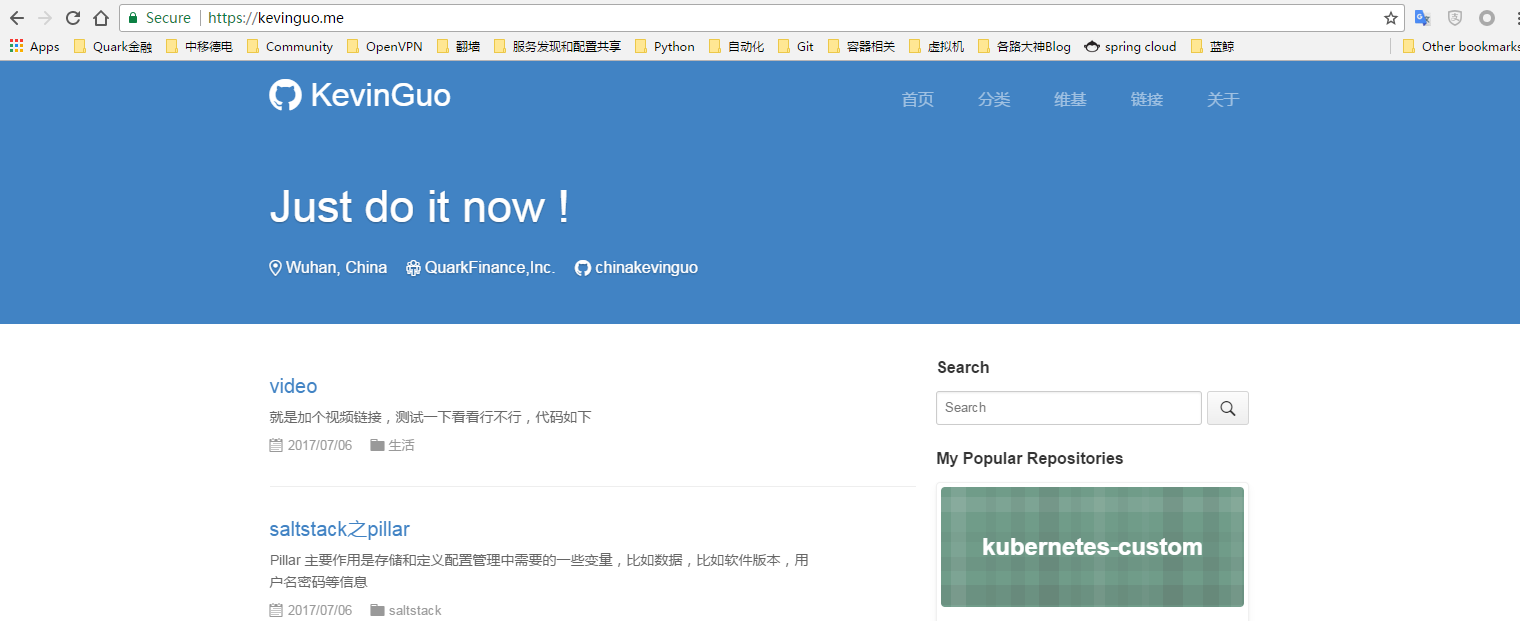 Secure https://kevinguo.me
Apps Quark金融 中移德电 Community OpenVPN 翻墙 服务发现和配置共享 Python 自动化 Git 容器相关 虚拟机 各路大神Blog spring cloud 蓝鲸 Other bookmarks
KevinGuo 首页 分类 维基 链接 关于
Just do it now !
Wuhan, China QuarkFinance,Inc. chinakevinguo
video
就是加个视频链接，测试一下看看行不行，代码如下
2017/07/06 生活
saltstack之pillar
Pillar 主要作用是存储和定义配置管理中需要的一些变量，比如数据，比如软件版本，用
户名密码等信息
2017/07/06 saltstack
Search
Search
My Popular Repositories
kubernetes-custom